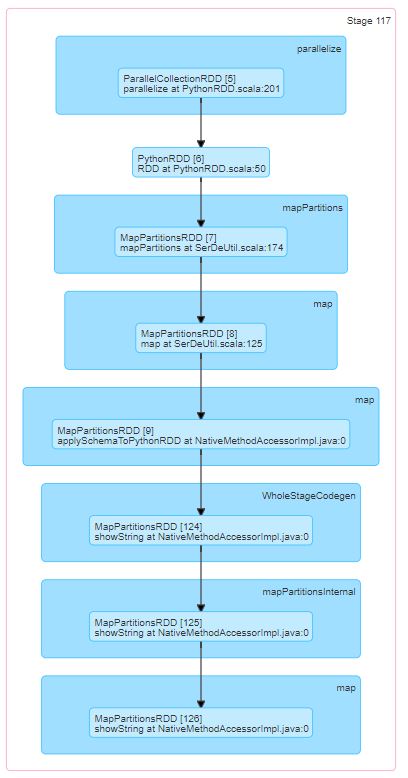 Stage 117
parallelize
ParallelCollectionRDD [5]
parallelize at PythonRDD.scala:201
PythonRDD [6]
RDD at PythonRDD.scala:50
mapPartitions
MapPartitionsRDD [7]
mapPartitions at SerDeUtil.scala:174
map
MapPartitionsRDD [8]
map at SerDeUtil.scala:125
map
MapPartitionsRDD [9]
applySchemaToPythonRDD at NativeMethodAccessorImpl.java:0
WholeStageCodegen
MapPartitionsRDD [124]
showString at NativeMethodAccessorImpl.java:0
mapPartitionsInternal
MapPartitionsRDD [125]
showString at NativeMethodAccessorImpl.java:0
map
MapPartitionsRDD [126]
showString at NativeMethodAccessorImpl.java:0